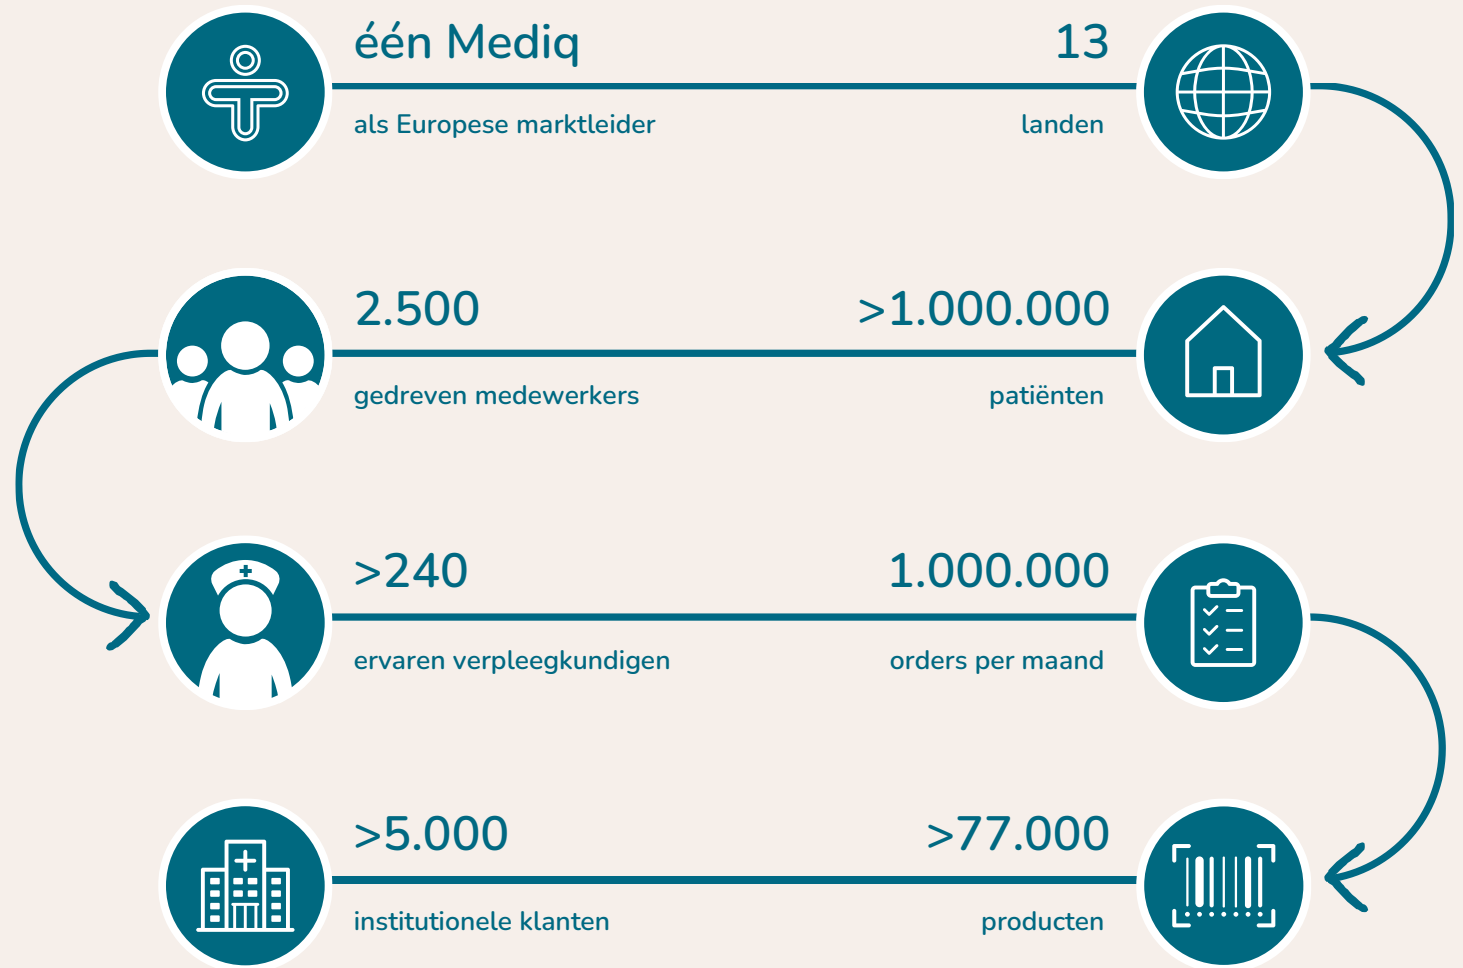 één Mediq
als Europese marktleider
13
landen
>1.000.000
patiënten
2.500
gedreven medewerkers
>240
ervaren verpleegkundigen
1.000.000
orders per maand
>77.000
producten
>5.000
institutionele klanten